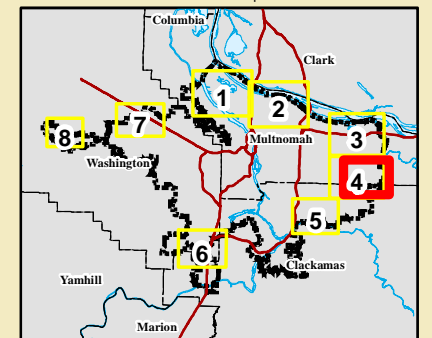 Columbia
Clark
1
2
7
3
8
Multnomah
Washington
4
5
6
Clackamas
Yamhill
Marion